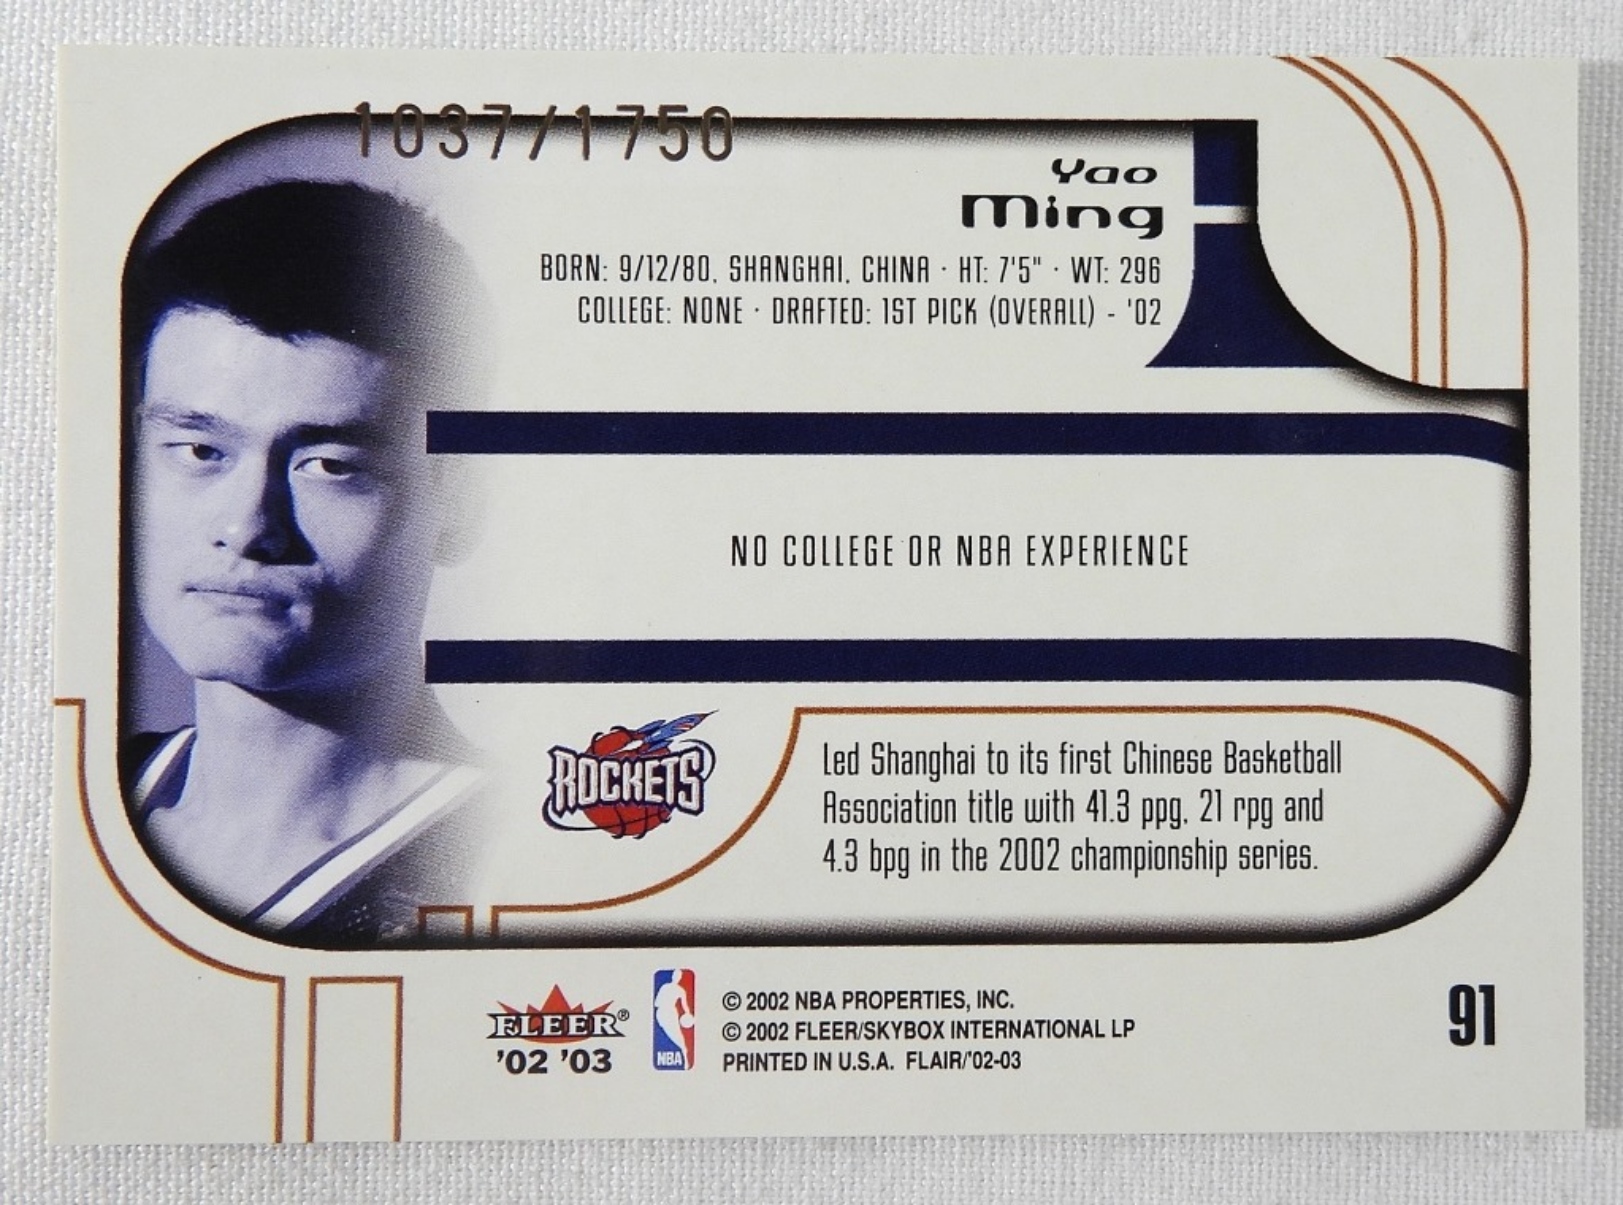 1037/1750
Yao
Ming
BORN: 9/12/80, SHANGHAI, CHINA · HT: 7'5" · WT: 296
COLLEGE: NONE · DRAFTED: 1ST PICK (OVERALL) - '02
NO COLLEGE OR NBA EXPERIENCE
ROCKETS
Led Shanghai to its first Chinese Basketball
Association title with 41.3 ppg, 21 rpg and
4.3 bpg in the 2002 championship series.
FLEER®
'02 '03
NBA
© 2002 NBA PROPERTIES, INC.
© 2002 FLEER/SKYBOX INTERNATIONAL LP
PRINTED IN U.S.A. FLAIR/'02-03
91